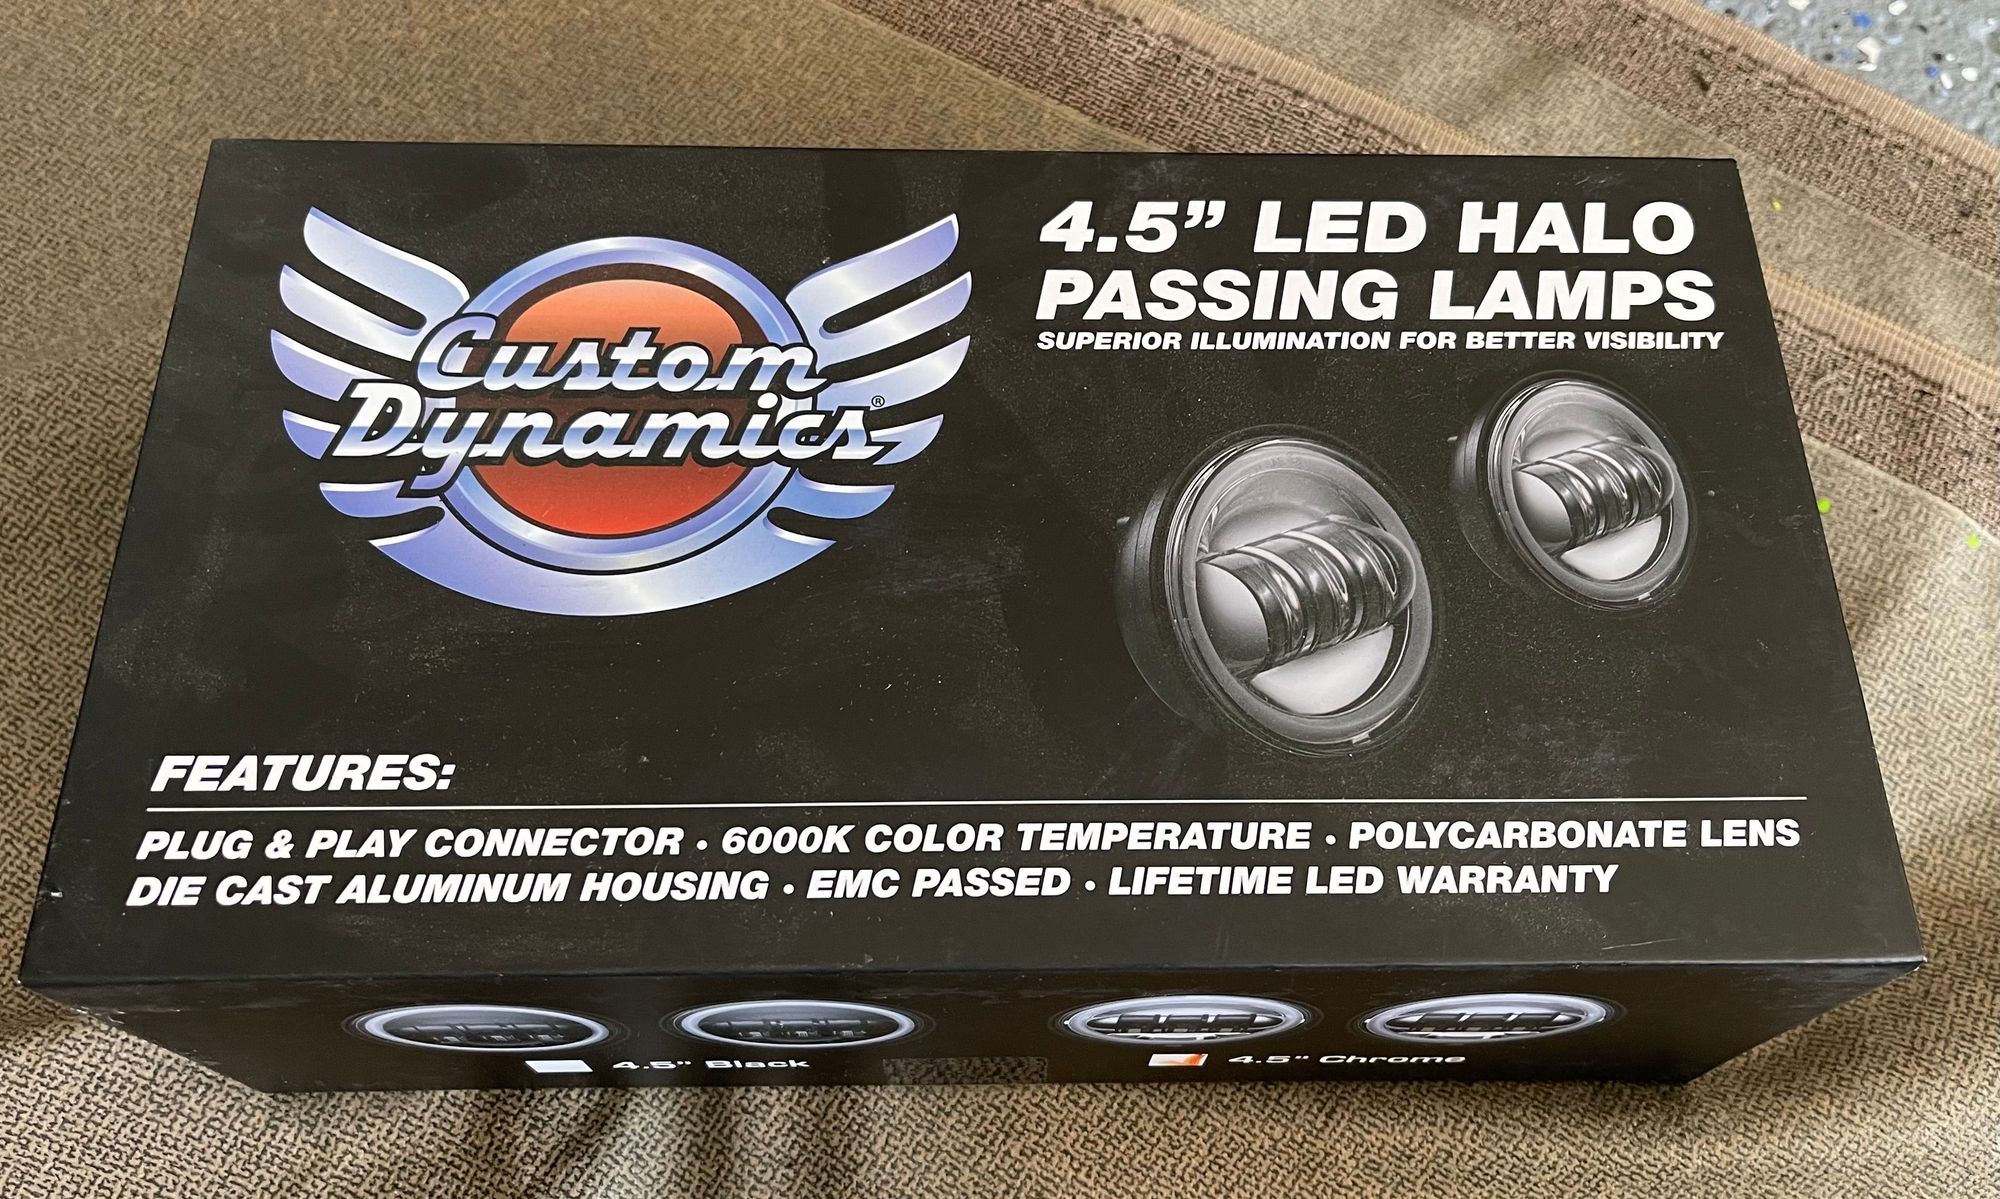 Custom
Dynamics®
4.5” LED HALO
PASSING LAMPS
SUPERIOR ILLUMINATION FOR BETTER VISIBILITY
FEATURES:
PLUG & PLAY CONNECTOR • 6000K COLOR TEMPERATURE • POLYCARBONATE LENS
DIE CAST ALUMINUM HOUSING • EMC PASSED • LIFETIME LED WARRANTY
4.5” Black
4.5” Chrome